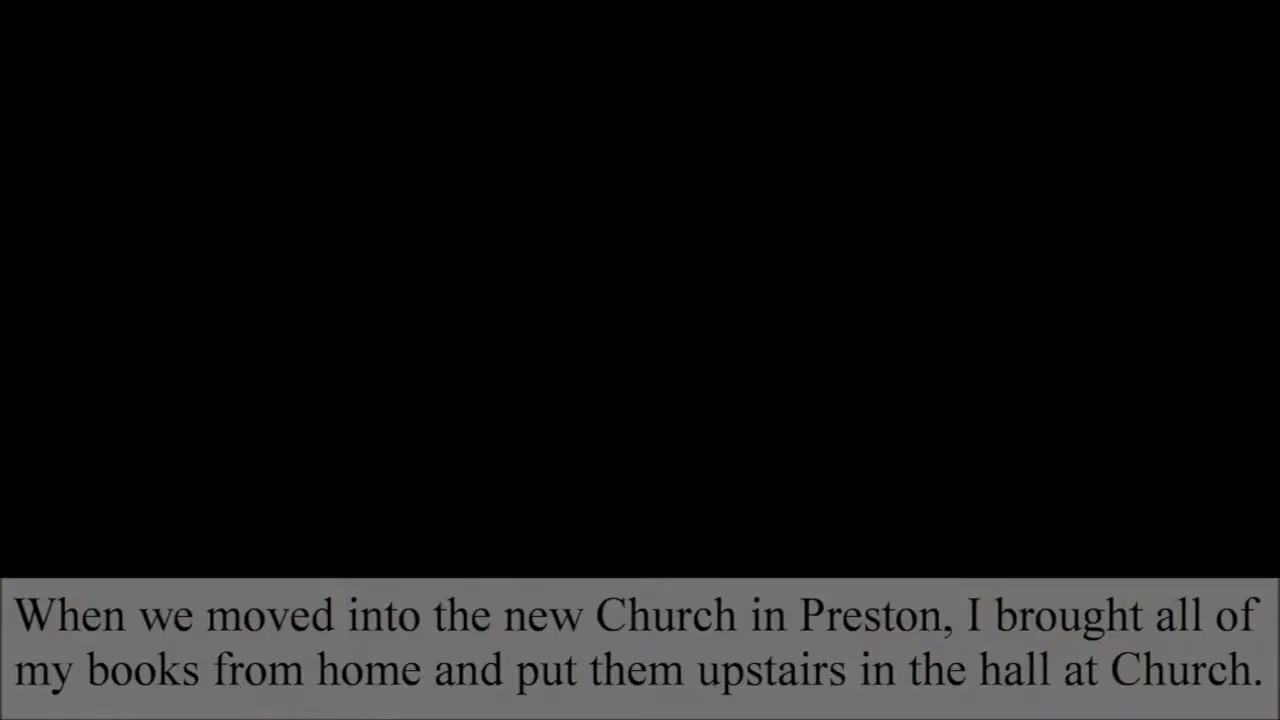 When we moved into the new Church in Preston, I brought all of
my books from home and put them upstairs in the hall at Church.